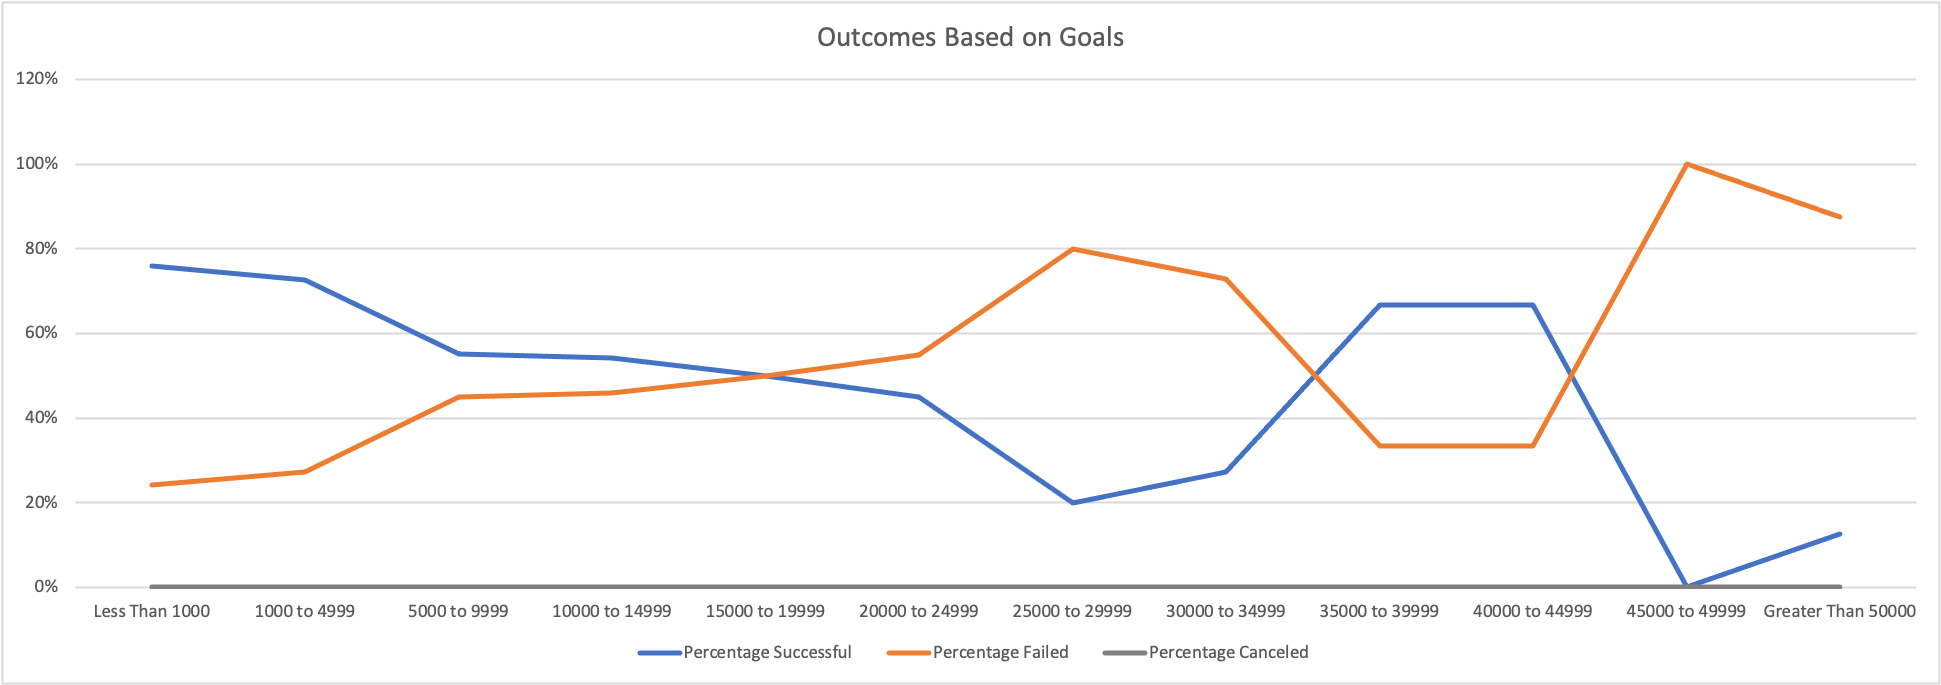 Outcomes Based on Goals
120%
100%
80%
60%
40%
20%
0%
Less Than 1000 1000 to 4999 5000 to 9999 10000 to 14999 15000 to 19999 20000 to 24999 25000 to 29999 30000 to 34999 35000 to 39999 40000 to 44999 45000 to 49999 Greater Than 50000
Percentage Successful Percentage Failed Percentage Canceled